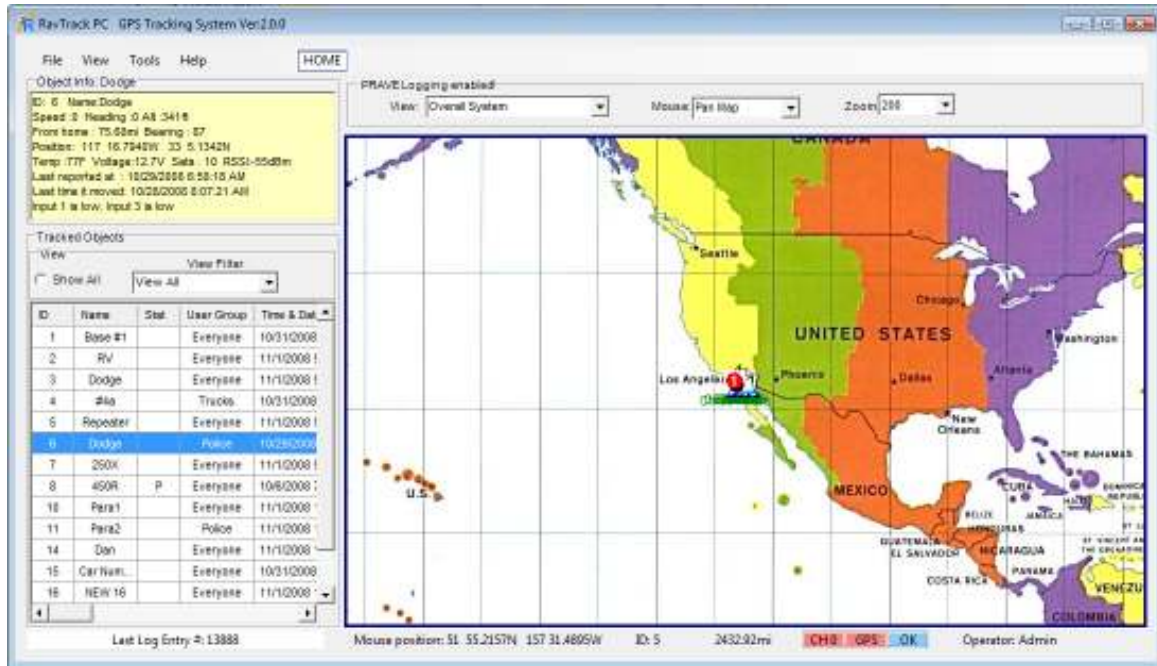 RavTrack PC GPS Tracking System Ver:2.0.0
File View Tools Help HOME
Object Info: Dodge
ID: 6 Name:Dodge
Speed :0 Heading :0 Alt :341ft
From home : 75.68mi Bearing : 87
Position: 117 16.7948W 33 5.1342N
Temp :77F Voltage:12.7V Sats : 10 RSSI:-55dBm
Last reported at : 10/29/2008 6:58:18 AM
Last time it moved: 10/28/2008 8:07:21 AM
Input 1 is low, Input 3 is low
PRAVE Logging enabled!
View: Overall System Mouse: Pan Map Zoom 200
Tracked Objects
View
Show All
View Filter
View All
ID Name Stat User Group Time & Dat
1 Base #1 Everyone 10/31/2008
2 RV Everyone 11/1/2008
3 Dodge Everyone 11/1/2008
4 #4a Trucks 10/31/2008
5 Repeater Everyone 11/1/2008
6 Dodge Police 10/29/2008
7 250X Everyone 11/1/2008
8 450R P Everyone 10/6/2008
10 Para1 Everyone 11/1/2008
11 Para2 Police 11/1/2008
14 Dan Everyone 11/1/2008
15 Car Num... Everyone 10/31/2008
16 NEW 16 Everyone 11/1/2008
CANADA
Seattle
Chicago
UNITED STATES
Washington
Los Angeles
Phoenix
Dallas
Atlanta
New Orleans
THE BAHAMAS
U.S.
MEXICO
CUBA
HAITI
DOMINICAN
REPUBLIC
BELIZE
JAMAICA
HONDURAS
GUATEMALA
EL SALVADOR
NICARAGUA
ST VINCENT AND
THE GRENADINES
COSTA RICA
PANAMA
VENEZU
COLOMBIA
Last Log Entry #: 13888
Mouse position: 51 55.2157N 157 31.4895W ID: 5 2432.92mi CH0 GPS OK Operator: Admin